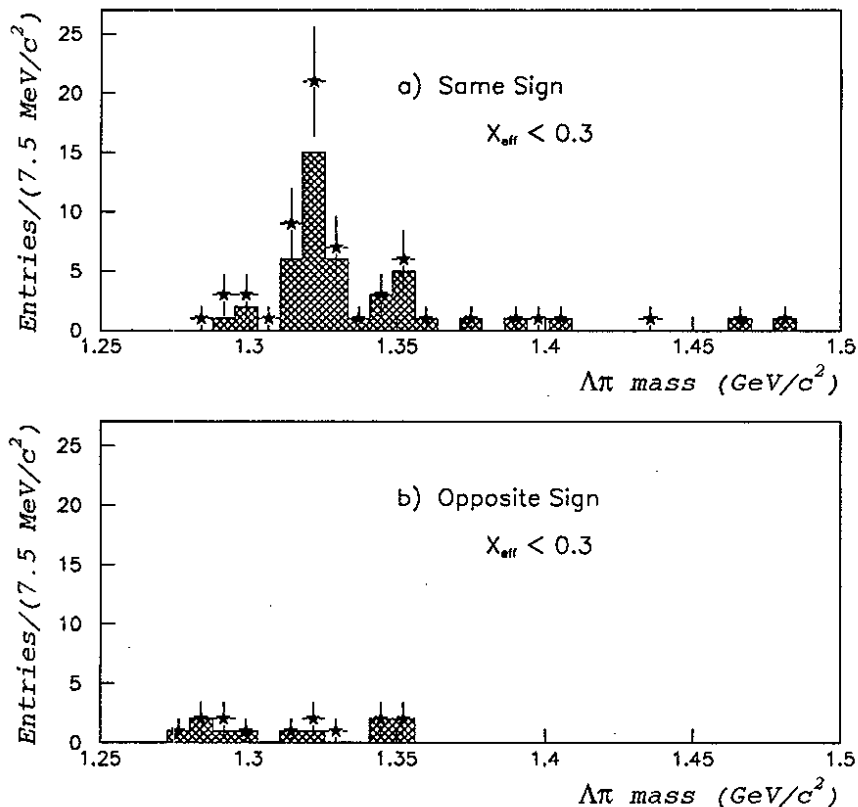 Entries/(7.5 MeV/c²)
25
20
15
10
5
0
a) Same Sign
X_eff < 0.3
1.25 1.3 1.35 1.4 1.45 1.5
Λπ mass (GeV/c²)
Entries/(7.5 MeV/c²)
25
20
15
10
5
0
b) Opposite Sign
X_eff < 0.3
1.25 1.3 1.35 1.4 1.45 1.5
Λπ mass (GeV/c²)